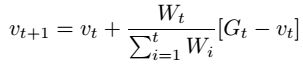 $v_{t+1} = v_t + \frac{W_t}{\sum_{i=1}^{t} W_i} [G_t - v_t]$